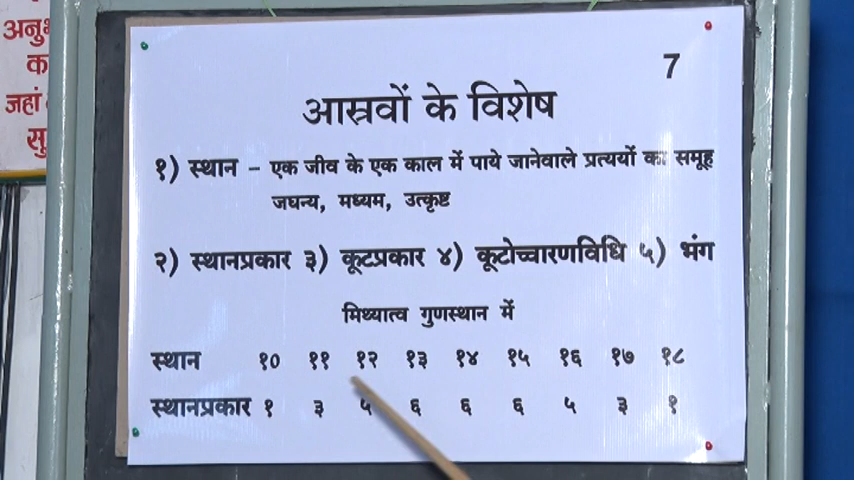 7
आस्रवों के विशेष
१) स्थान – एक जीव के एक काल में पाये जानेवाले प्रत्ययों का समूह
जघन्य, मध्यम, उत्कृष्ट
२) स्थानप्रकार ३) कूटप्रकार ४) कूटोच्चारणविधि ५) भंग
मिथ्यात्व गुणस्थान में
स्थान १० ११ १२ १३ १४ १५ १६ १७ १८
स्थानप्रकार १ ३ ५ ६ ६ ६ ५ ३ १
क
जहां